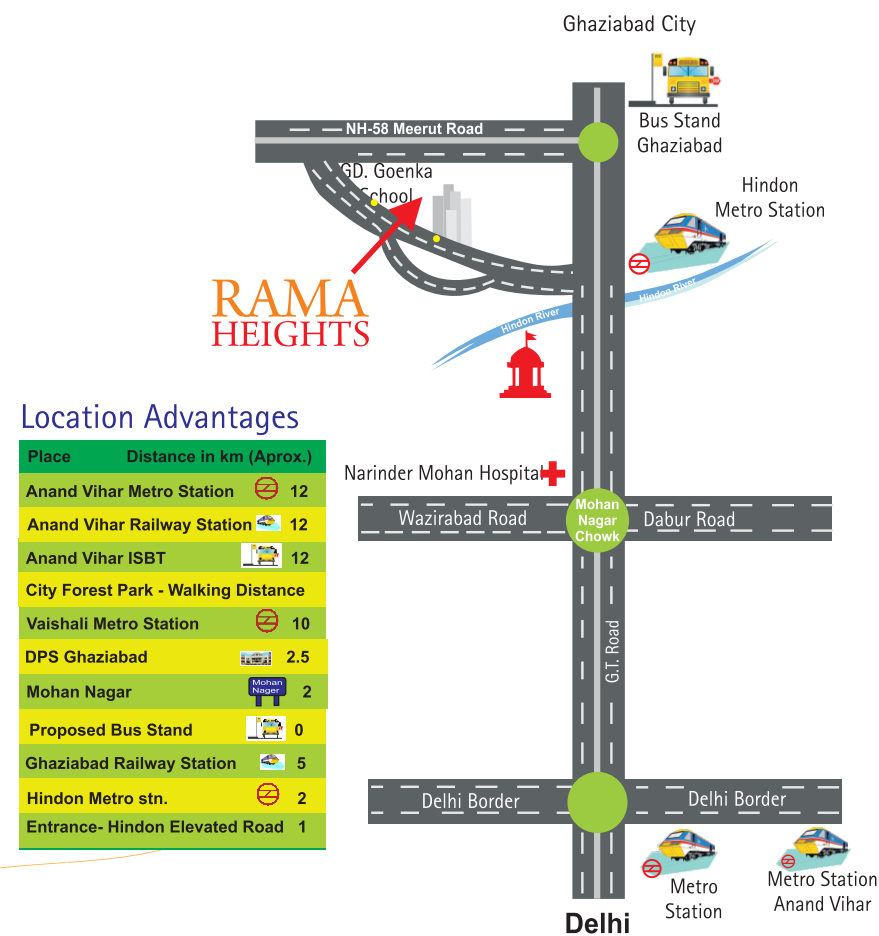 Ghaziabad City
Bus Stand
Ghaziabad
NH-58 Meerut Road
GD. Goenka
School
Hindon
Metro Station
RAMA
HEIGHTS
Hindon River
Hindon River
Location Advantages
Place Distance in km (Aprox.)
Anand Vihar Metro Station 12
Anand Vihar Railway Station 12
Anand Vihar ISBT 12
City Forest Park - Walking Distance
Vaishali Metro Station 10
DPS Ghaziabad 2.5
Mohan Nagar Mohan Nager 2
Proposed Bus Stand 0
Ghaziabad Railway Station 5
Hindon Metro stn. 2
Entrance- Hindon Elevated Road 1
Narinder Mohan Hospital
Wazirabad Road
Mohan
Nagar
Chowk
Dabur Road
G.T. Road
Delhi Border
Delhi Border
Metro
Station
Metro Station
Anand Vihar
Delhi